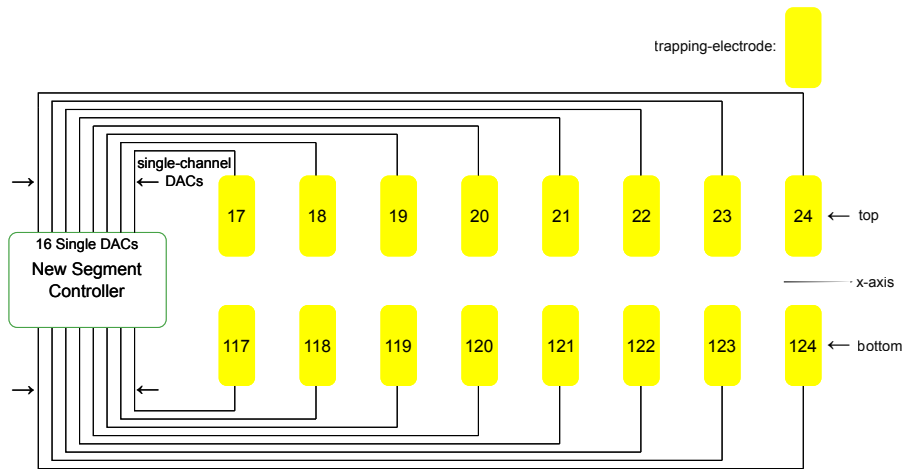 trapping-electrode:
single-channel
DACs
17 18 19 20 21 22 23 24
← top
16 Single DACs
New Segment
Controller
x-axis
117 118 119 120 121 122 123 124
← bottom